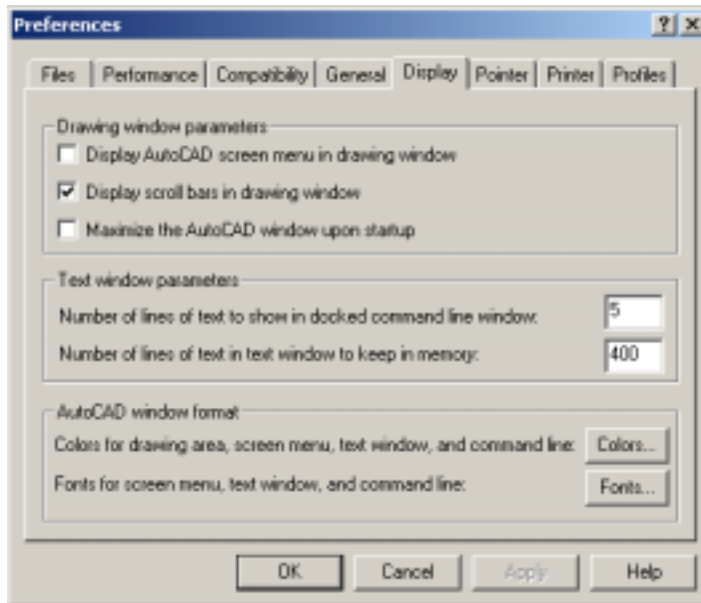 Preferences
Files Performance Compatibility General Display Pointer Printer Profiles
Drawing window parameters
Display AutoCAD screen menu in drawing window
Display scroll bars in drawing window
Maximize the AutoCAD window upon startup
Text window parameters
Number of lines of text to show in docked command line window: 5
Number of lines of text in text window to keep in memory: 400
AutoCAD window format
Colors for drawing area, screen menu, text window, and command line: Colors...
Fonts for screen menu, text window, and command line: Fonts...
OK Cancel Apply Help